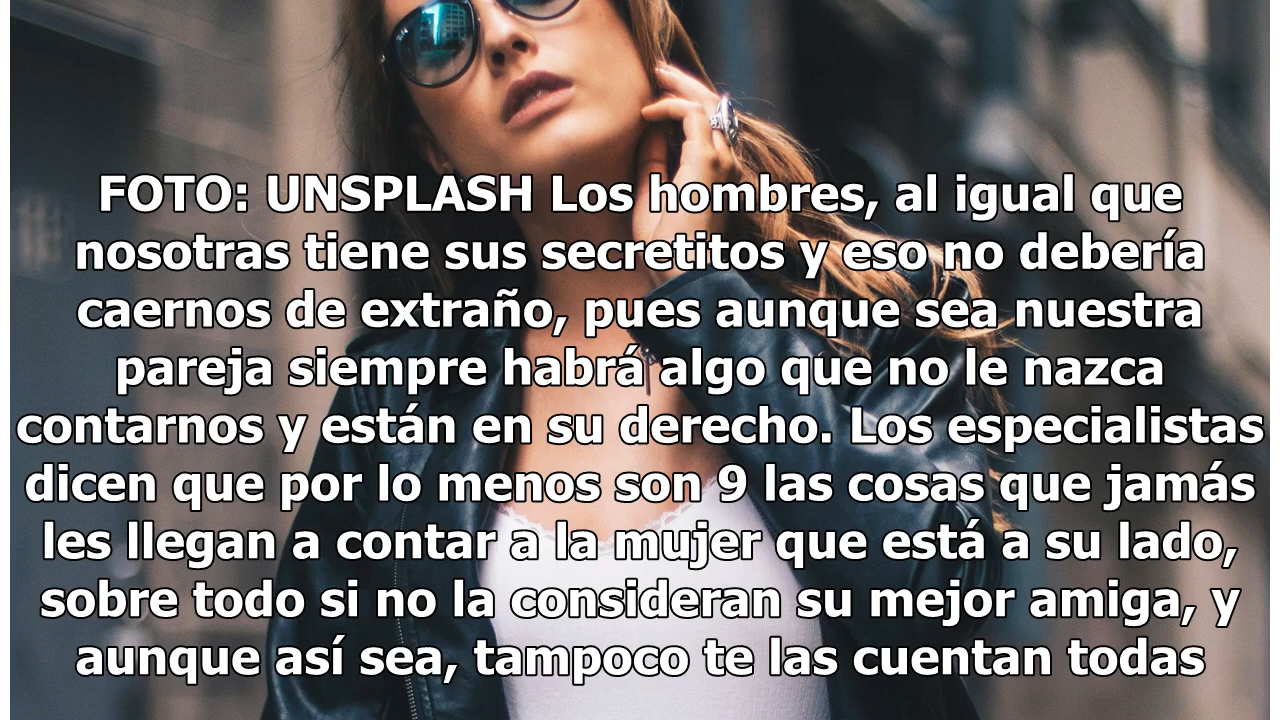 FOTO: UNSPLASH Los hombres, al igual que
nosotras tiene sus secretitos y eso no debería
caernos de extraño, pues aunque sea nuestra
pareja siempre habrá algo que no le nazca
contarnos y están en su derecho. Los especialistas
dicen que por lo menos son 9 las cosas que jamás
les llegan a contar a la mujer que está a su lado,
sobre todo si no la consideran su mejor amiga, y
aunque así sea, tampoco te las cuentan todas